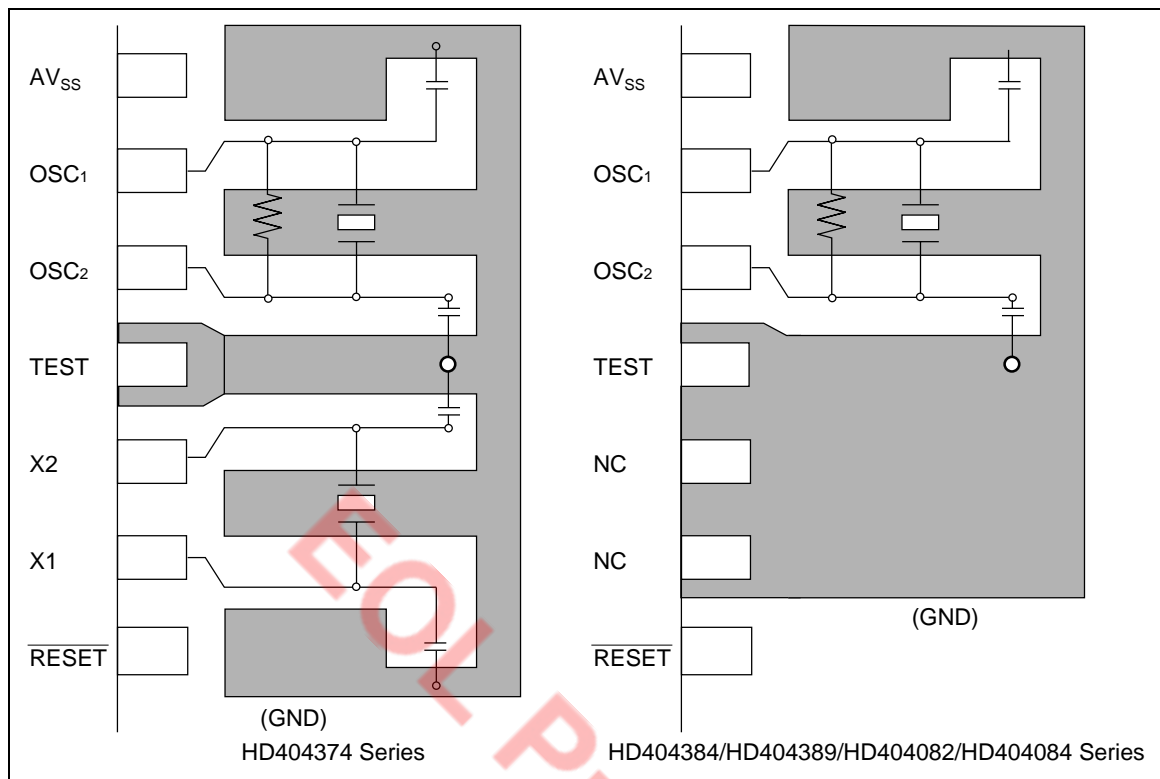 AVSS
OSC1
OSC2
TEST
X2
X1
RESET
(GND)
HD404374 Series
AVSS
OSC1
OSC2
TEST
NC
NC
RESET
(GND)
HD404384/HD404389/HD404082/HD404084 Series
EOL P